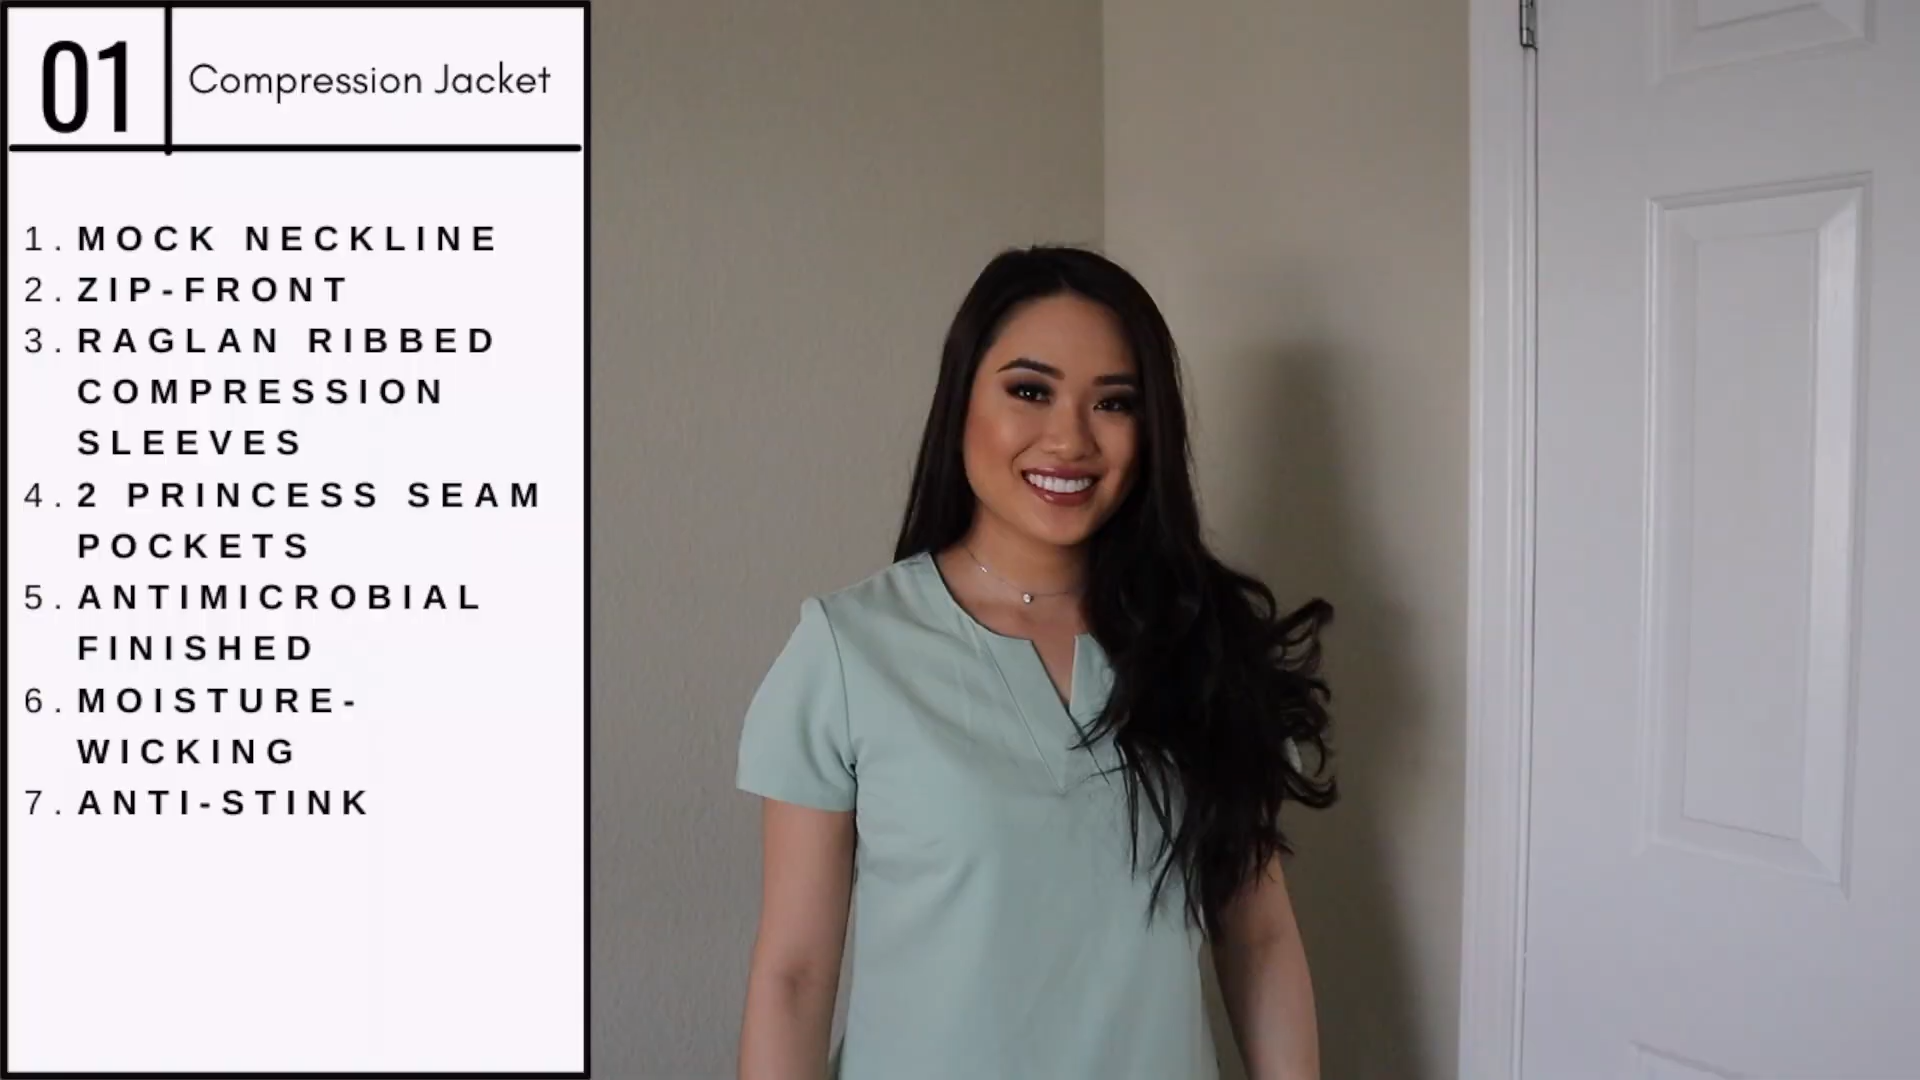 01
Compression Jacket
1. MOCK NECKLINE
2. ZIP-FRONT
3. RAGLAN RIBBED
COMPRESSION
SLEEVES
4. 2 PRINCESS SEAM
POCKETS
5. ANTIMICROBIAL
FINISHED
6. MOISTURE-
WICKING
7. ANTI-STINK